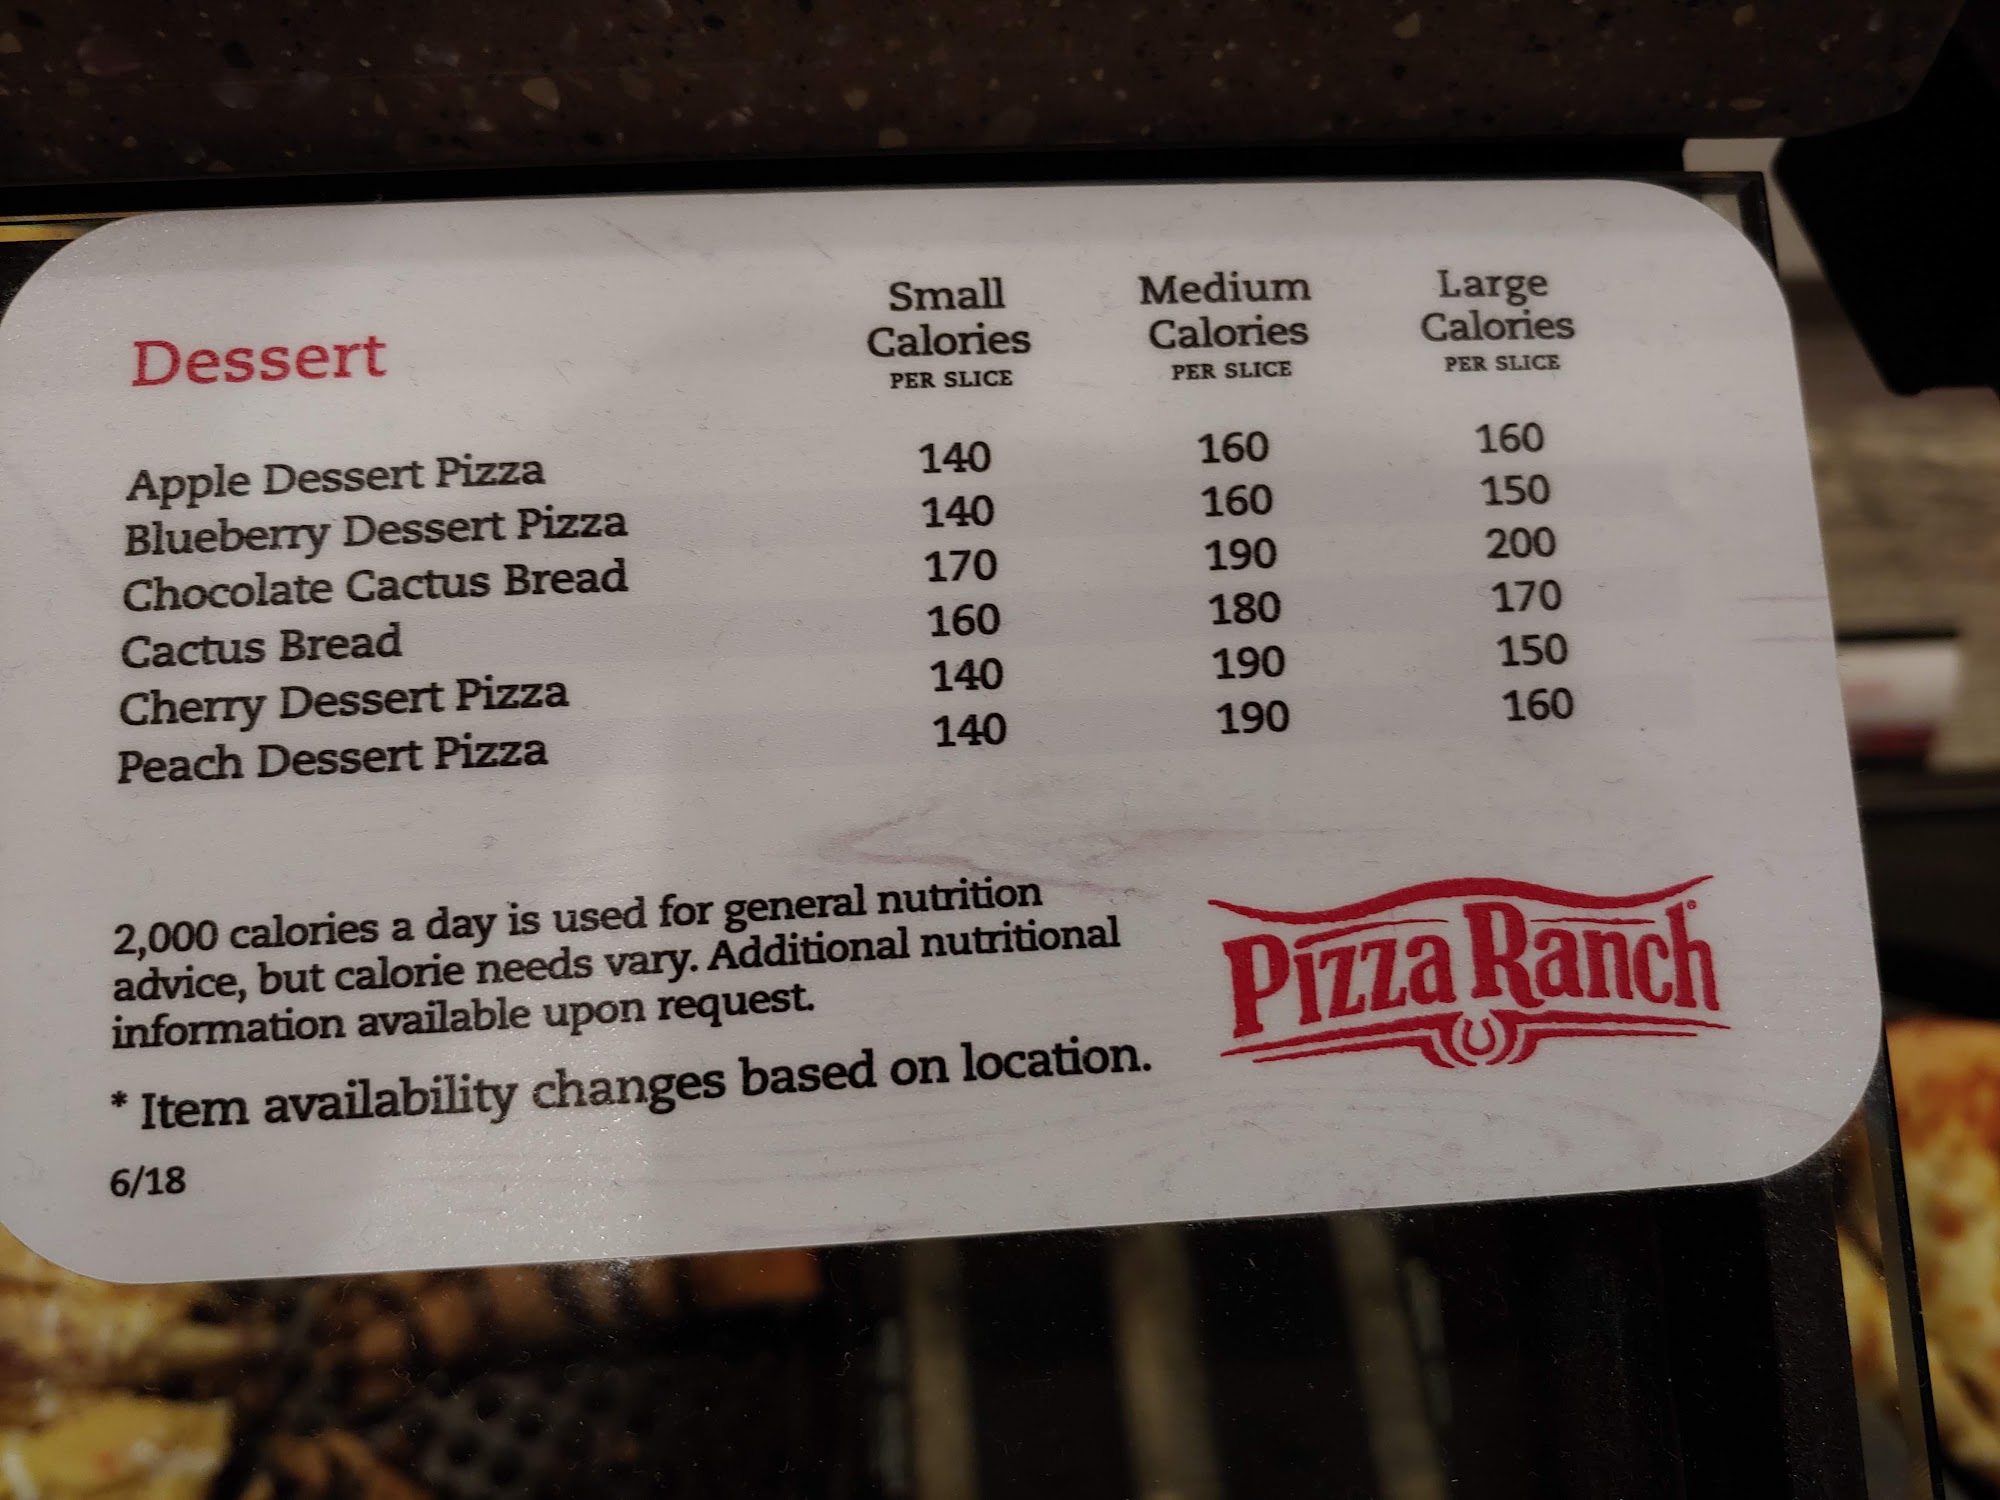 Dessert
Small Calories PER SLICE
Medium Calories PER SLICE
Large Calories PER SLICE
Apple Dessert Pizza 140 160 160
Blueberry Dessert Pizza 140 160 150
Chocolate Cactus Bread 170 190 200
Cactus Bread 160 180 170
Cherry Dessert Pizza 140 190 150
Peach Dessert Pizza 140 190 160
2,000 calories a day is used for general nutrition
advice, but calorie needs vary. Additional nutritional
information available upon request.
* Item availability changes based on location.
6/18
Pizza Ranch®